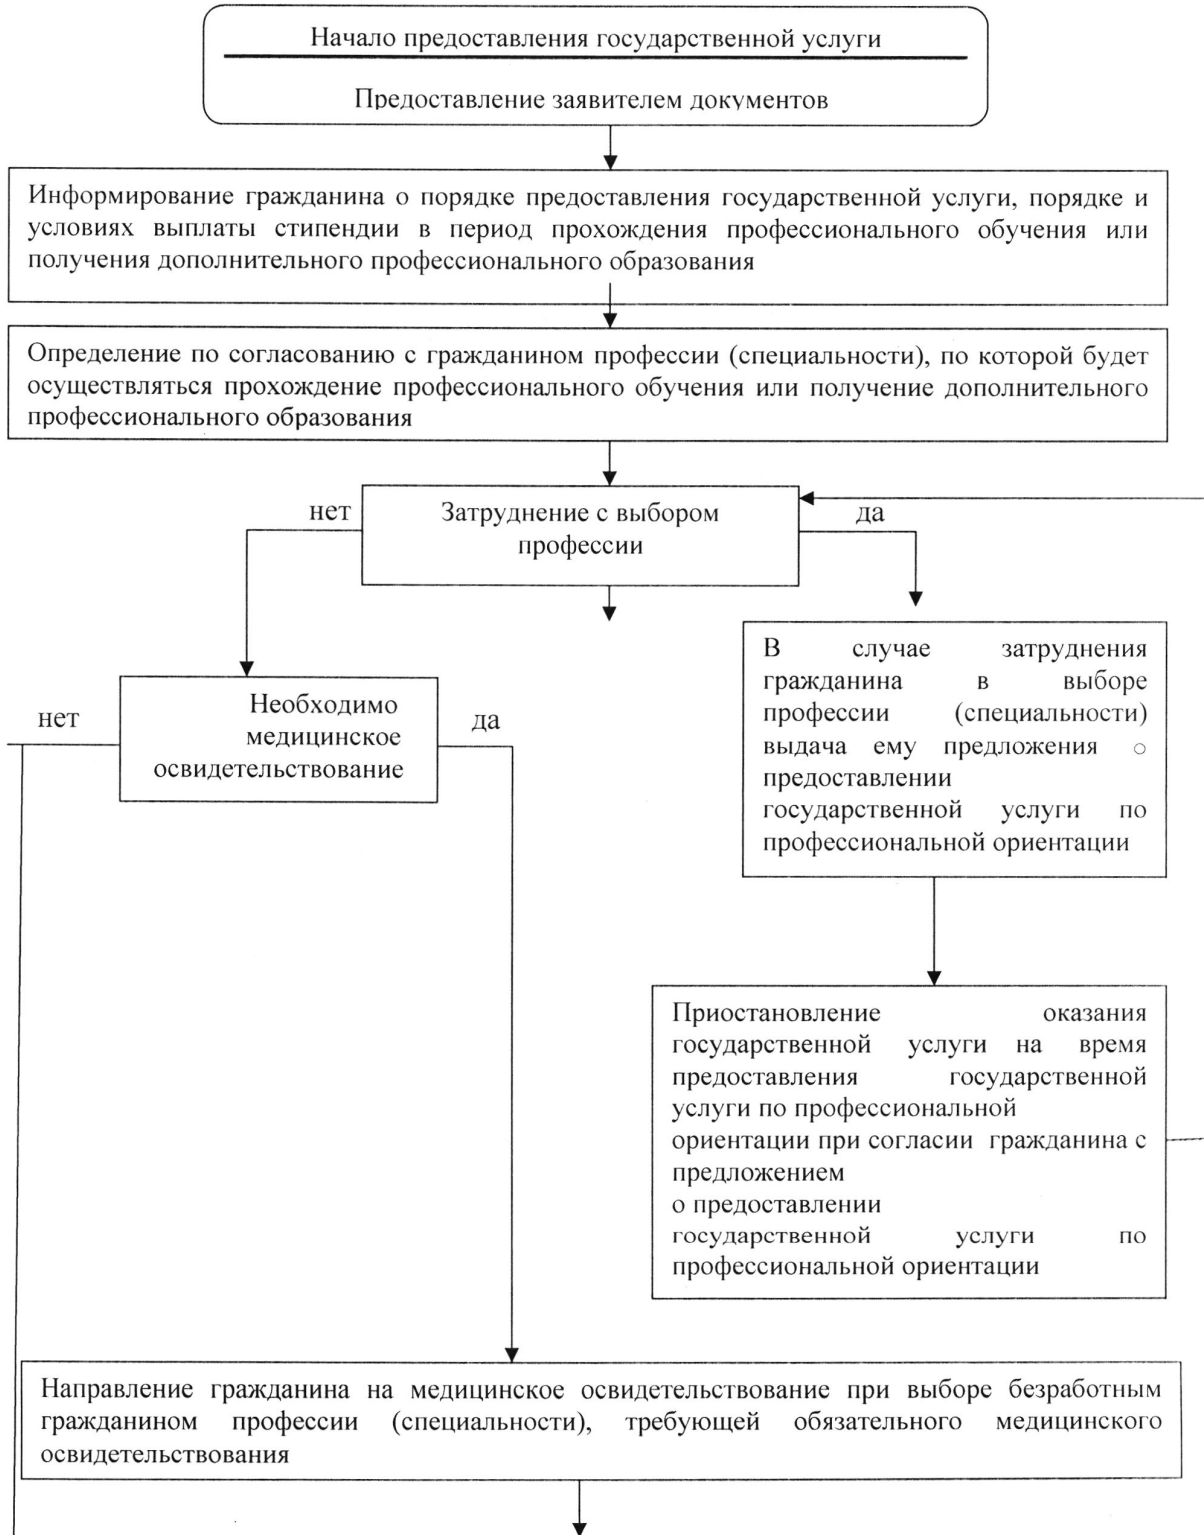 Начало предоставления государственной услуги
Предоставление заявителем документов
Информирование гражданина о порядке предоставления государственной услуги, порядке и
условиях выплаты стипендии в период прохождения профессионального обучения или
получения дополнительного профессионального образования
Определение по согласованию с гражданином профессии (специальности), по которой будет
осуществляться прохождение профессионального обучения или получение дополнительного
профессионального образования
нет
Затруднение с выбором
профессии
да
В случае затруднения
гражданина в выборе
профессии (специальности)
выдача ему предложения о
предоставлении
государственной услуги по
профессиональной ориентации
нет
Необходимо
медицинское
освидетельствование
да
Приостановление оказания
государственной услуги на время
предоставления государственной
услуги по профессиональной
ориентации при согласии гражданина с
предложением
о предоставлении
государственной услуги по
профессиональной ориентации
Направление гражданина на медицинское освидетельствование при выборе безработным
гражданином профессии (специальности), требующей обязательного медицинского
освидетельствования